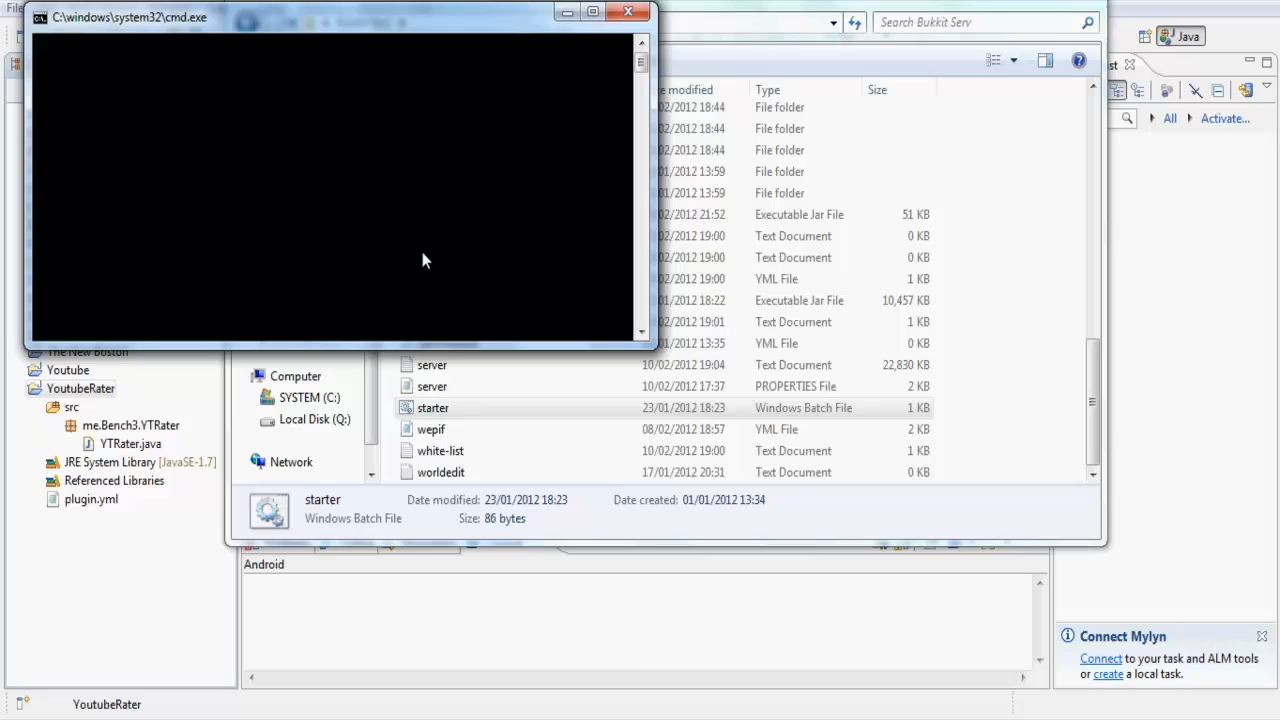 File
C:\windows\system32\cmd.exe
Search Bukkit Serv
Java
modified Type Size
02/2012 18:44 File folder
02/2012 18:44 File folder
02/2012 18:44 File folder
01/2012 13:59 File folder
01/2012 13:59 File folder
02/2012 21:52 Executable Jar File 51 KB
02/2012 19:00 Text Document 0 KB
02/2012 19:00 Text Document 0 KB
02/2012 19:00 YML File 1 KB
01/2012 18:22 Executable Jar File 10,457 KB
02/2012 19:01 Text Document 1 KB
01/2012 13:35 YML File 0 KB
server 10/02/2012 19:04 Text Document 22,830 KB
server 10/02/2012 17:37 PROPERTIES File 2 KB
starter 23/01/2012 18:23 Windows Batch File 1 KB
wepif 08/02/2012 18:57 YML File 2 KB
white-list 10/02/2012 19:00 Text Document 1 KB
worldedit 17/01/2012 20:31 Text Document 0 KB
Computer
SYSTEM (C:)
Local Disk (Q:)
Network
starter Date modified: 23/01/2012 18:23 Date created: 01/01/2012 13:34
Windows Batch File Size: 86 bytes
The New Boston
Youtube
YoutubeRater
src
me.Bench3.YTRater
YTRater.java
JRE System Library [JavaSE-1.7]
Referenced Libraries
plugin.yml
Android
All Activate...
Connect Mylyn
Connect to your task and ALM tools
or create a local task.
YoutubeRater